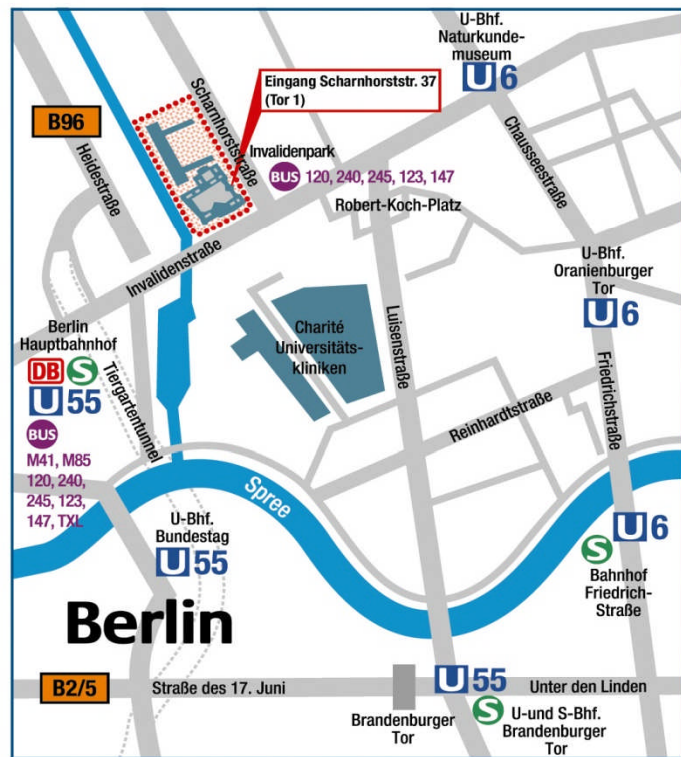 U-Bhf.
Naturkunde-
museum
U6
Eingang Scharnhorststr. 37
(Tor 1)
B96
Scharnhorststraße
Heidestraße
Chausseestraße
Invalidenpark
BUS 120, 240, 245, 123, 147
Robert-Koch-Platz
Invalidenstraße
U-Bhf.
Oranienburger
Tor
U6
Berlin
Hauptbahnhof
DB S
U55
BUS
M41, M85
120, 240,
245, 123,
147, TXL
Tiergartentunnel
Charité
Universitäts-
kliniken
Luisenstraße
Friedrichstraße
Reinhardtstraße
Spree
U-Bhf.
Bundestag
U55
U6
S
Bahnhof
Friedrich-
Straße
Berlin
B2/5
Straße des 17. Juni
Unter den Linden
Brandenburger
Tor
U55
S
U-und S-Bhf.
Brandenburger
Tor